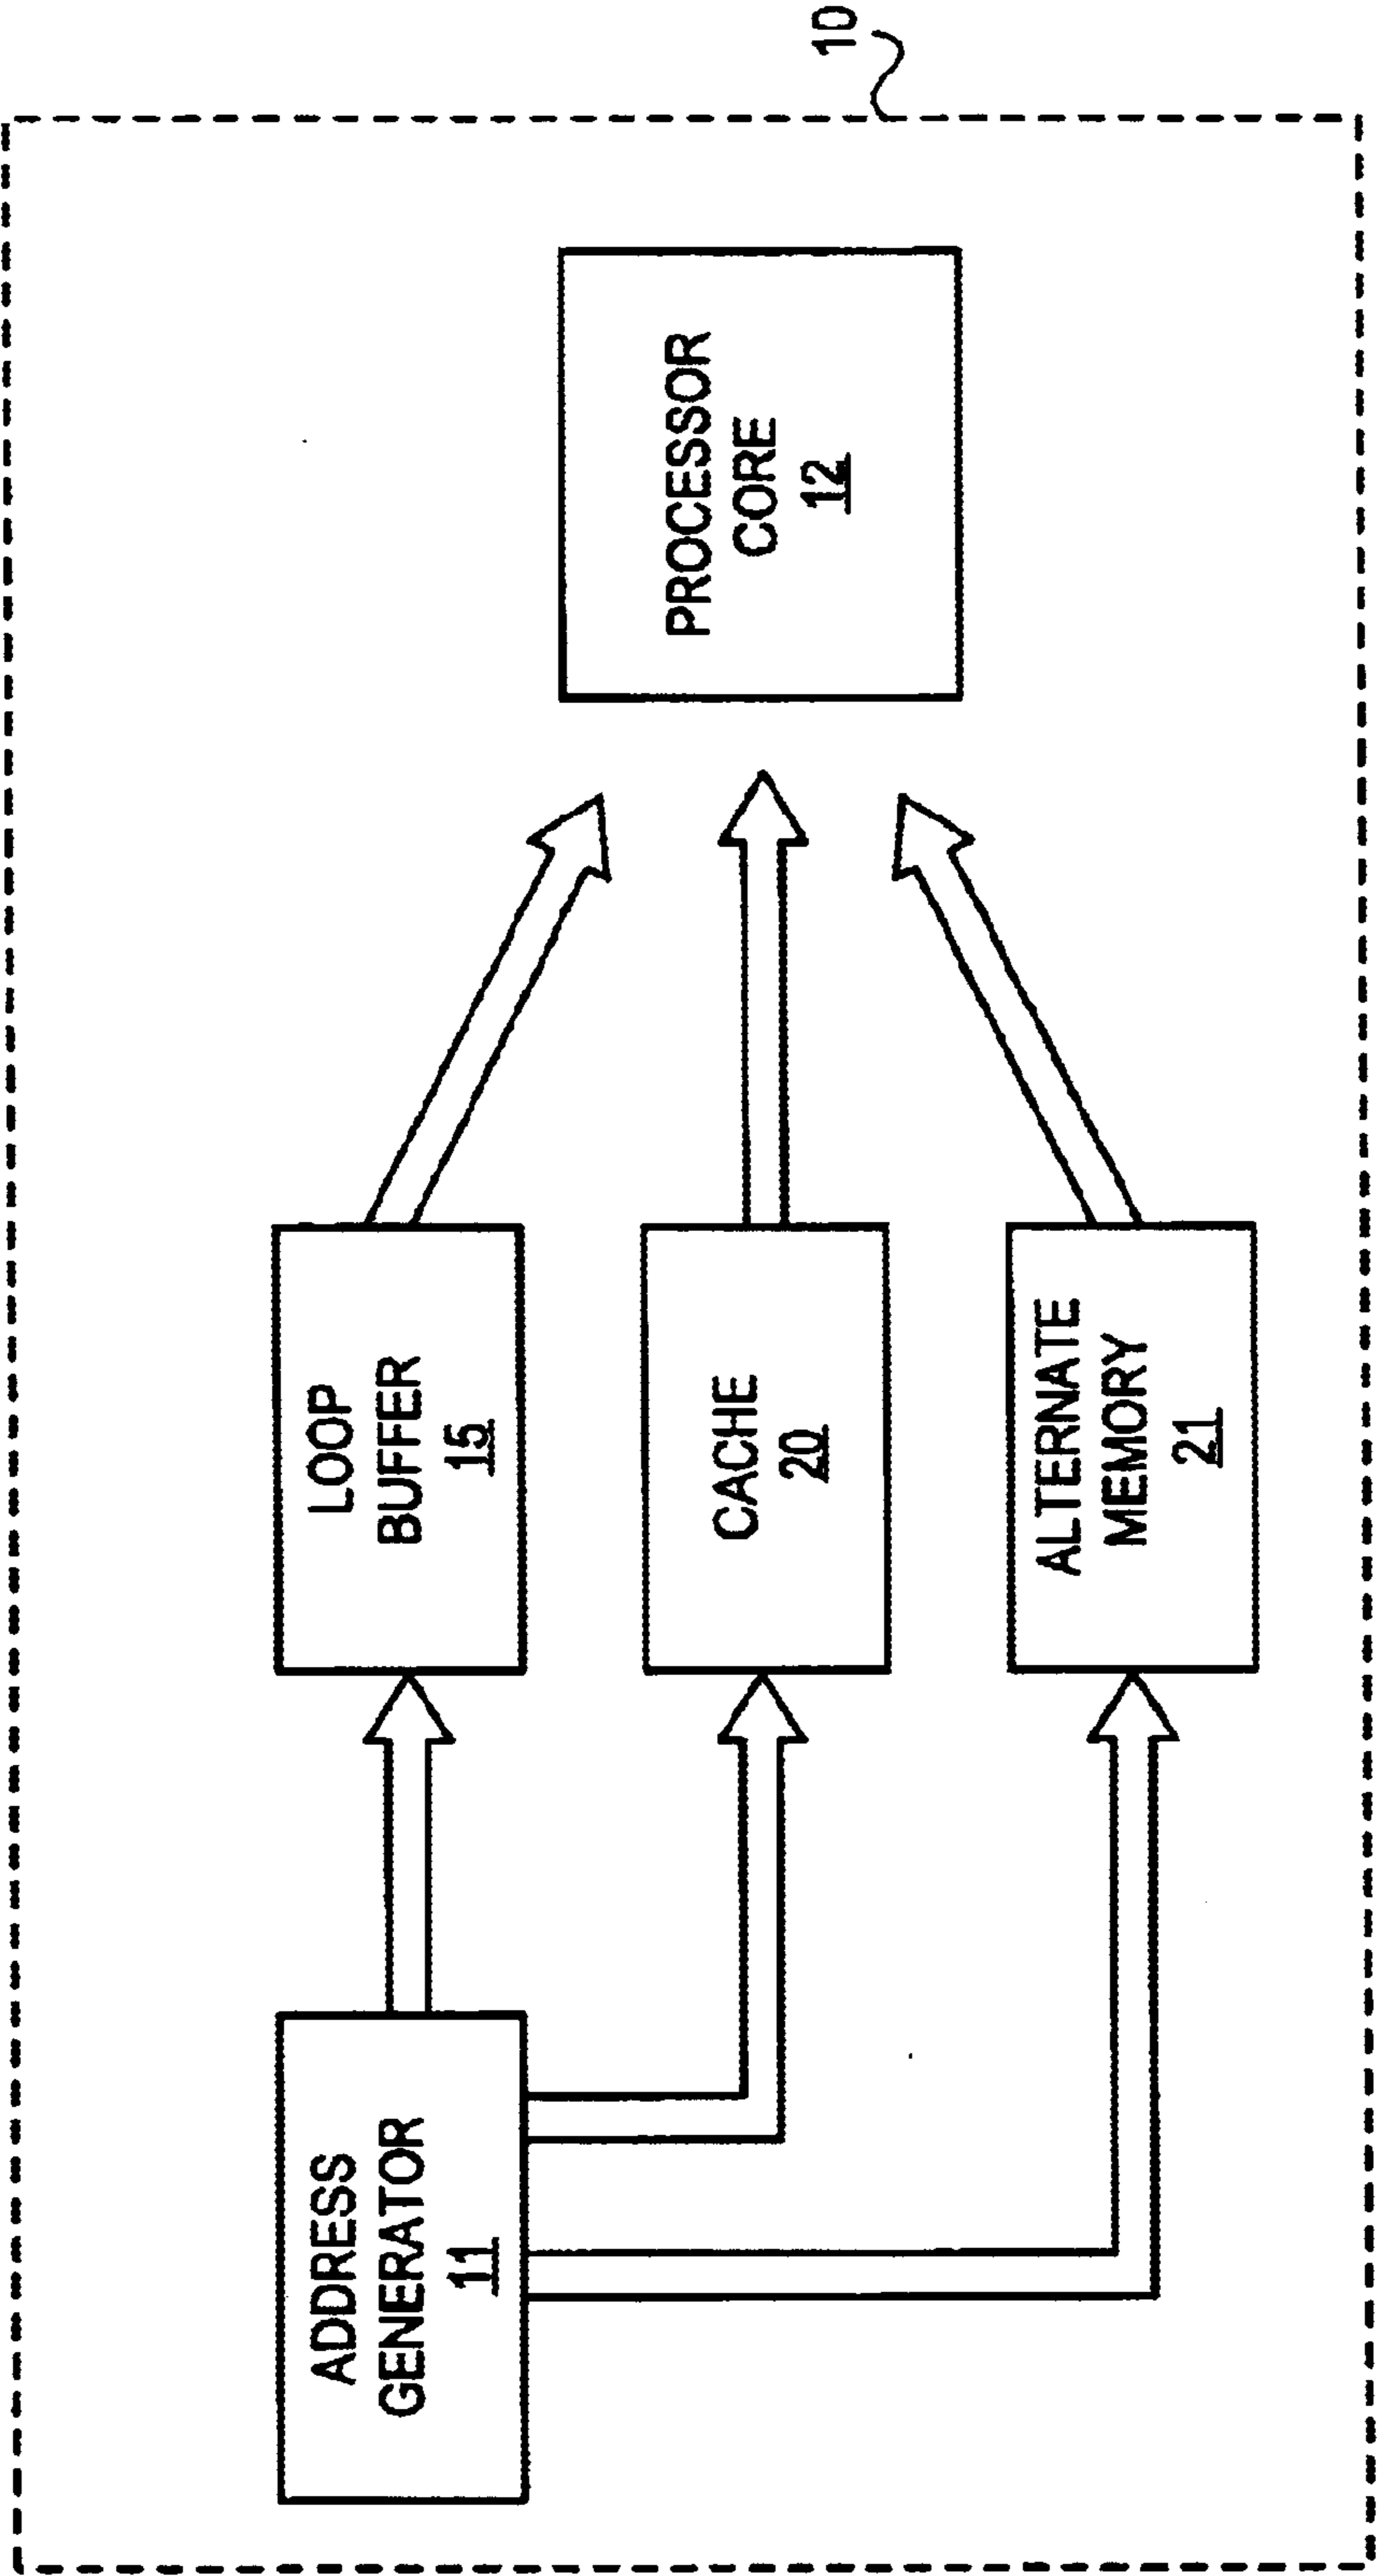 10
ADDRESS
GENERATOR
11
LOOP
BUFFER
15
CACHE
20
ALTERNATE
MEMORY
21
PROCESSOR
CORE
12